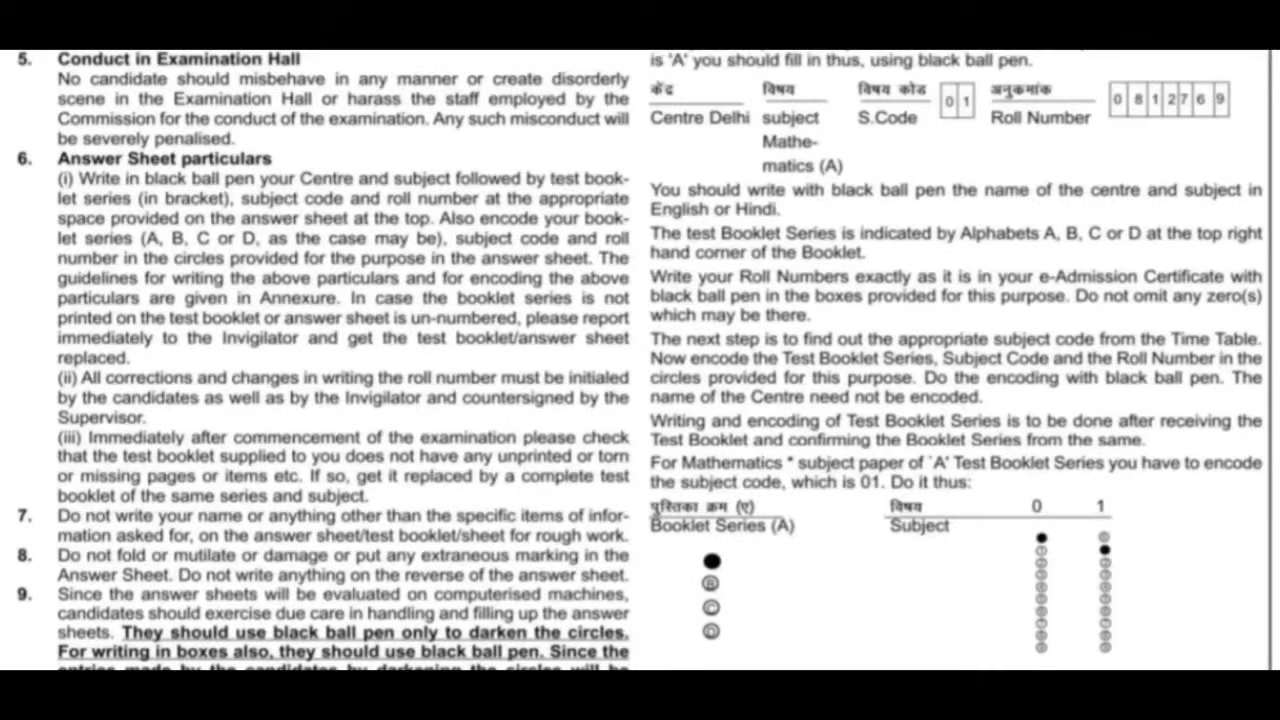 5. Conduct in Examination Hall
No candidate should misbehave in any manner or create disorderly
scene in the Examination Hall or harass the staff employed by the
Commission for the conduct of the examination. Any such misconduct will
be severely penalised.
6. Answer Sheet particulars
(i) Write in black ball pen your Centre and subject followed by test book-
let series (in bracket), subject code and roll number at the appropriate
space provided on the answer sheet at the top. Also encode your book-
let series (A, B, C or D, as the case may be), subject code and roll
number in the circles provided for the purpose in the answer sheet. The
guidelines for writing the above particulars and for encoding the above
particulars are given in Annexure. In case the booklet series is not
printed on the test booklet or answer sheet is un-numbered, please report
immediately to the Invigilator and get the test booklet/answer sheet
replaced.
(ii) All corrections and changes in writing the roll number must be initialed
by the candidates as well as by the Invigilator and countersigned by the
Supervisor.
(iii) Immediately after commencement of the examination please check
that the test booklet supplied to you does not have any unprinted or torn
or missing pages or items etc. If so, get it replaced by a complete test
booklet of the same series and subject.
7. Do not write your name or anything other than the specific items of infor-
mation asked for, on the answer sheet/test booklet/sheet for rough work.
8. Do not fold or mutilate or damage or put any extraneous marking in the
Answer Sheet. Do not write anything on the reverse of the answer sheet.
9. Since the answer sheets will be evaluated on computerised machines,
candidates should exercise due care in handling and filling up the answer
sheets. They should use black ball pen only to darken the circles.
For writing in boxes also, they should use black ball pen. Since the
entries made by the candidates by darkening the circles will be
is 'A' you should fill in thus, using black ball pen.
केंद्र विषय विषय कोड 0 1 अनुक्रमांक 0 8 1 2 7 6 9
Centre Delhi subject S.Code Roll Number
Mathe-
matics (A)
You should write with black ball pen the name of the centre and subject in
English or Hindi.
The test Booklet Series is indicated by Alphabets A, B, C or D at the top right
hand corner of the Booklet.
Write your Roll Numbers exactly as it is in your e-Admission Certificate with
black ball pen in the boxes provided for this purpose. Do not omit any zero(s)
which may be there.
The next step is to find out the appropriate subject code from the Time Table.
Now encode the Test Booklet Series, Subject Code and the Roll Number in the
circles provided for this purpose. Do the encoding with black ball pen. The
name of the Centre need not be encoded.
Writing and encoding of Test Booklet Series is to be done after receiving the
Test Booklet and confirming the Booklet Series from the same.
For Mathematics * subject paper of `A' Test Booklet Series you have to encode
the subject code, which is 01. Do it thus:
पुस्तिका क्रम (ए) विषय 0 1
Booklet Series (A) Subject
B
C
D